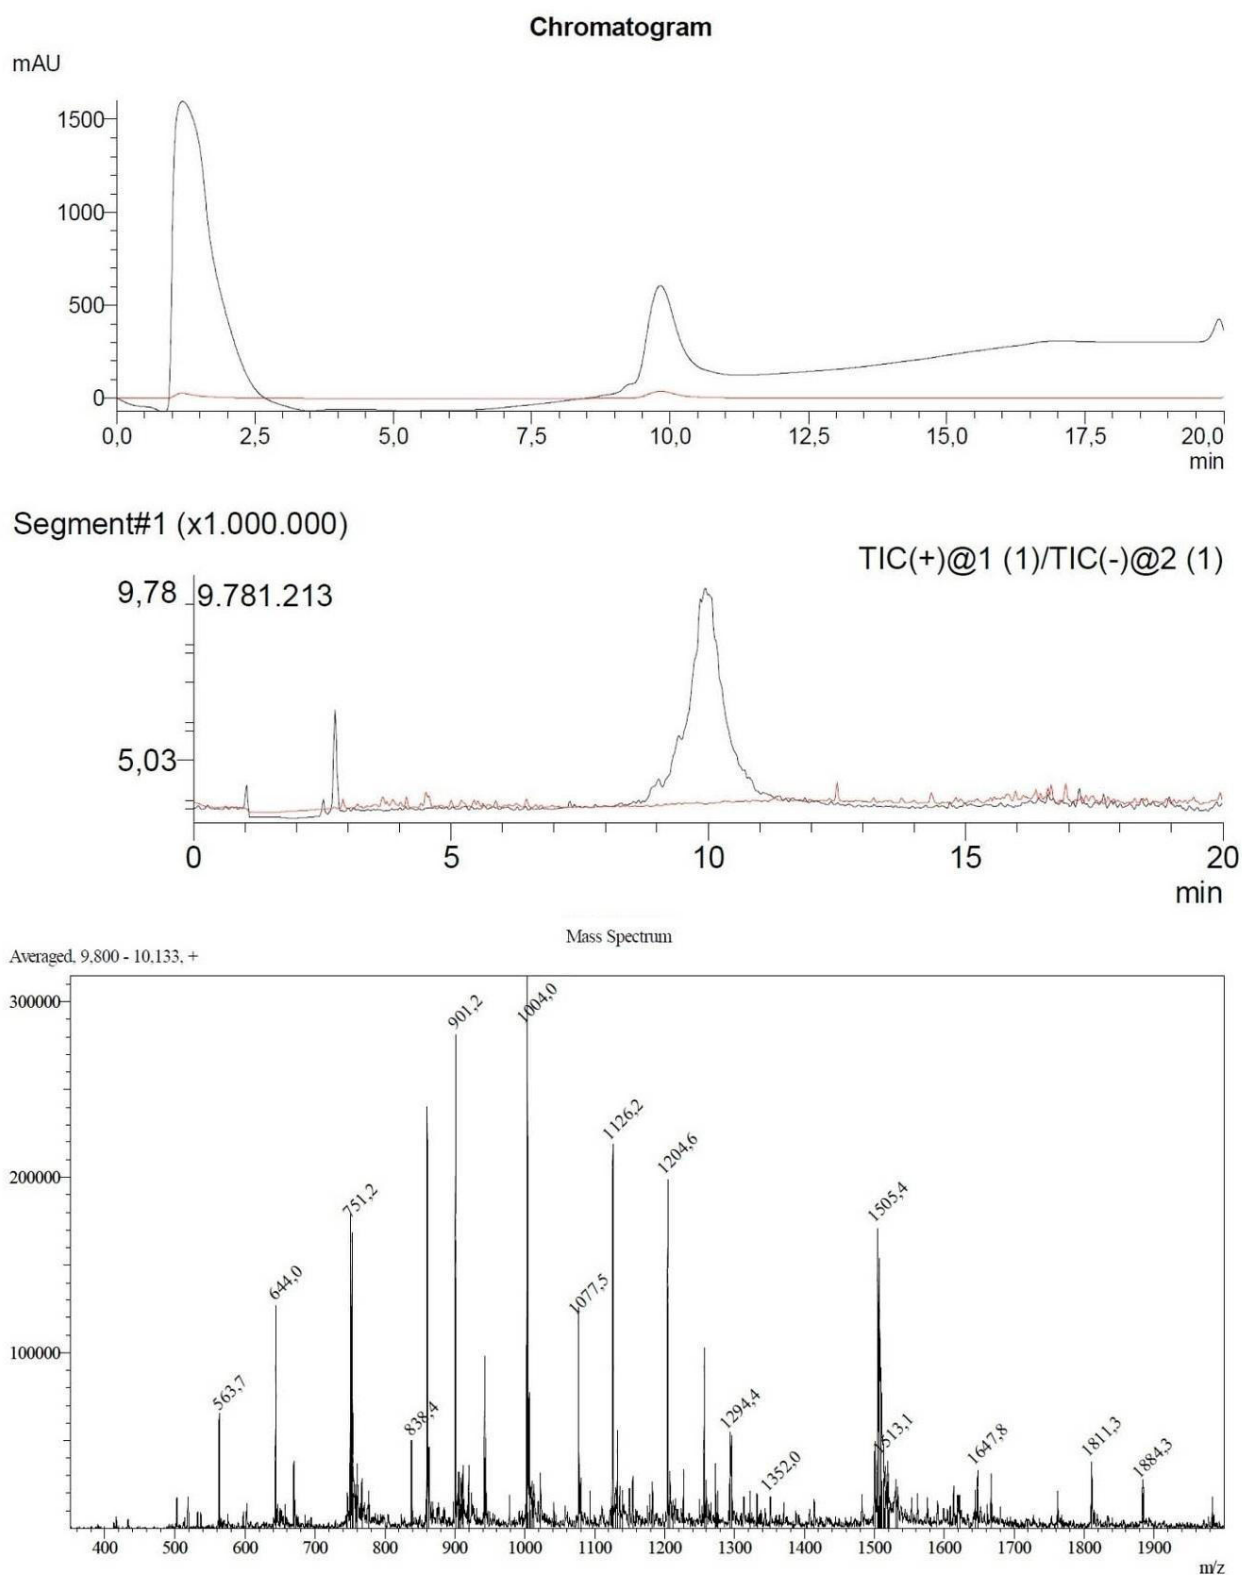 Chromatogram
mAU
1500
1000
500
0
0,0 2,5 5,0 7,5 10,0 12,5 15,0 17,5 20,0
min
Segment#1 (x1.000.000)
TIC(+)@1 (1)/TIC(-)@2 (1)
9,78 9.781.213
5,03
0 5 10 15 20
min
Mass Spectrum
Averaged, 9,800 - 10,133, +
300000
200000
100000
563,7
644,0
751,2
838,4
901,2
1004,0
1077,5
1126,2
1204,6
1294,4
1352,0
1505,4
1513,1
1647,8
1811,3
1884,3
400 500 600 700 800 900 1000 1100 1200 1300 1400 1500 1600 1700 1800 1900
m/z